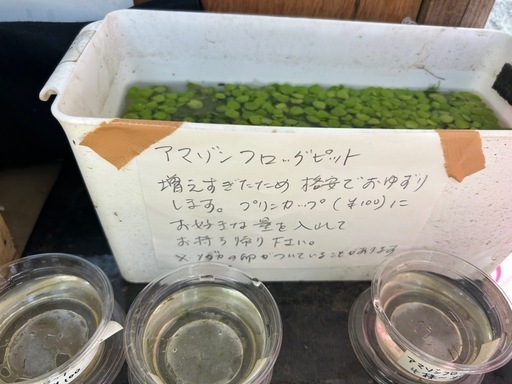 アマゾンフロッグピット
増えすぎたため 格安でおゆずり
します。プリンカップ(¥100)に
お好きな量を入れて
お持ち帰り下さい。
※メダカの卵がついていることがあります
アマゾンフロ